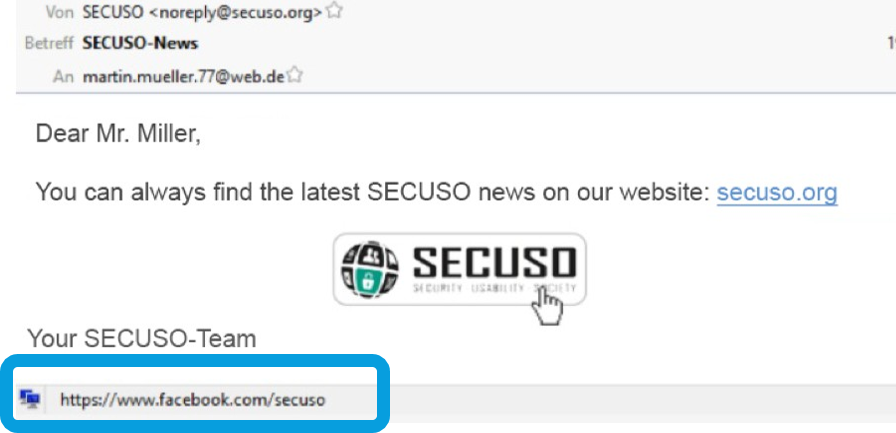 Von SECUSO <noreply@secuso.org>
Betreff SECUSO-News
An martin.mueller.77@web.de
Dear Mr. Miller,
You can always find the latest SECUSO news on our website: secuso.org
SECUSO
SECURITY · USABILITY · SOCIETY
Your SECUSO-Team
https://www.facebook.com/secuso